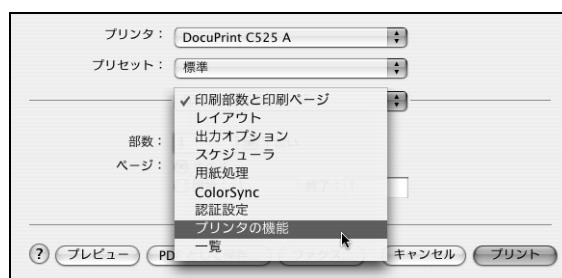 プリンタ： DocuPrint C525 A
プリセット： 標準
✓ 印刷部数と印刷ページ
レイアウト
部数： 出力オプション
スケジューラ
ページ： 用紙処理
ColorSync
認証設定
プリンタの機能
一覧
? プレビュー PD キャンセル プリント